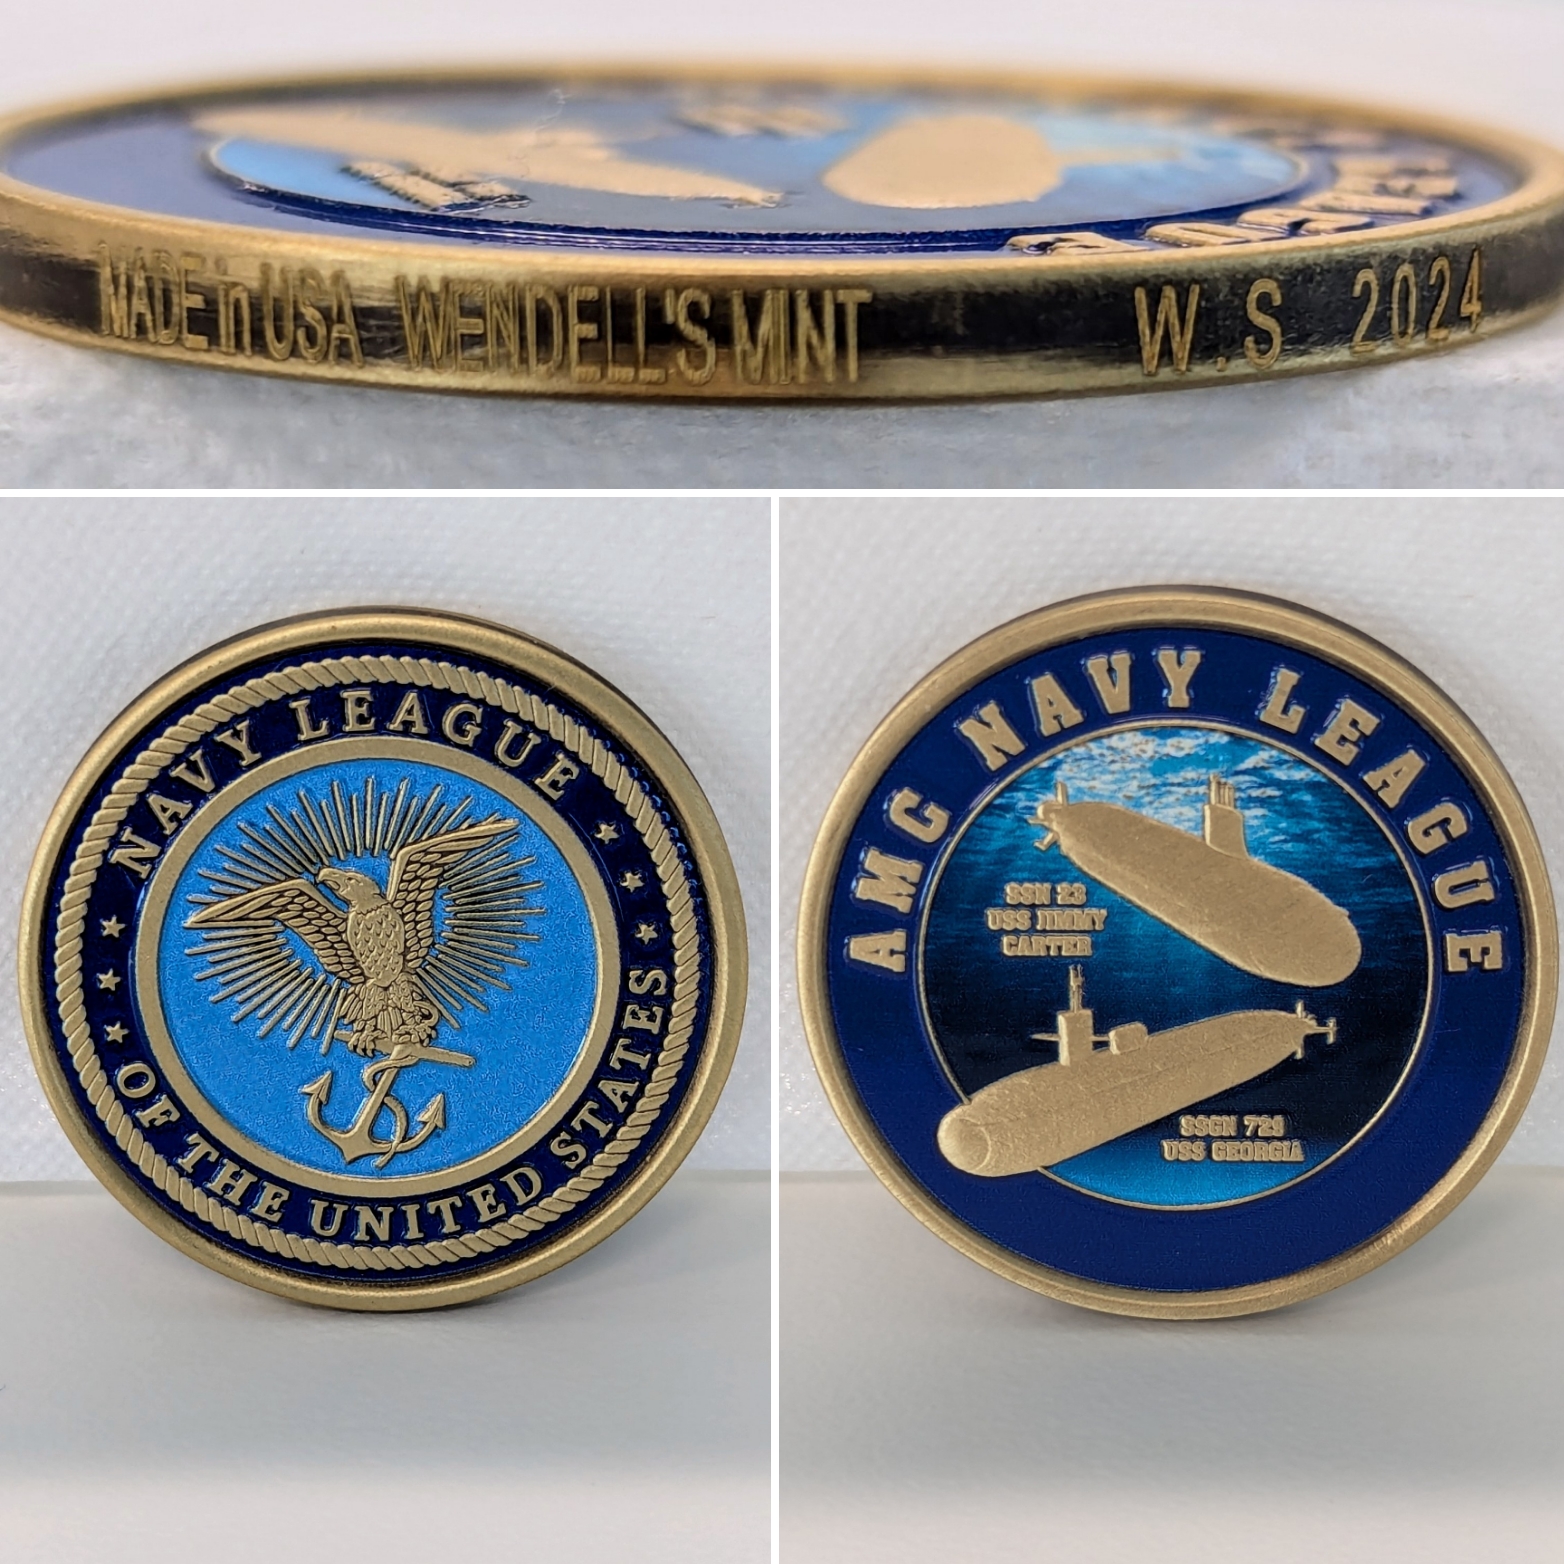 MADE in USA WENDELL'S MINT W.S 2024
NAVY LEAGUE
OF THE UNITED STATES
AMC NAVY LEAGUE
SSN 23
USS JIMMY
CARTER
SSGN 729
USS GEORGIA